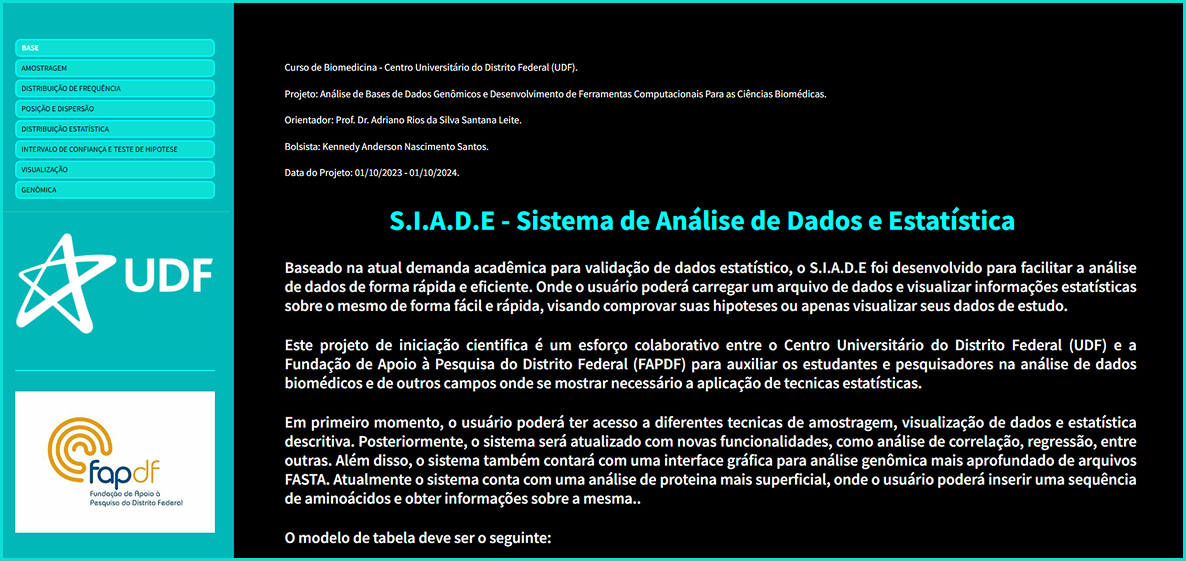 BASE
AMOSTRAGEM
DISTRIBUIÇÃO DE FREQUÊNCIA
POSIÇÃO E DISPERSÃO
DISTRIBUIÇÃO ESTATÍSTICA
INTERVALO DE CONFIANÇA E TESTE DE HIPOTESE
VISUALIZAÇÃO
GENÔMICA
UDF
fapdf
Fundação de Apoio à
Pesquisa do Distrito Federal
Curso de Biomedicina - Centro Universitário do Distrito Federal (UDF).
Projeto: Análise de Bases de Dados Genômicos e Desenvolvimento de Ferramentas Computacionais Para as Ciências Biomédicas.
Orientador: Prof. Dr. Adriano Rios da Silva Santana Leite.
Bolsista: Kennedy Anderson Nascimento Santos.
Data do Projeto: 01/10/2023 - 01/10/2024.
S.I.A.D.E - Sistema de Análise de Dados e Estatística
Baseado na atual demanda acadêmica para validação de dados estatístico, o S.I.A.D.E foi desenvolvido para facilitar a análise
de dados de forma rápida e eficiente. Onde o usuário poderá carregar um arquivo de dados e visualizar informações estatísticas
sobre o mesmo de forma fácil e rápida, visando comprovar suas hipoteses ou apenas visualizar seus dados de estudo.
Este projeto de iniciação cientifica é um esforço colaborativo entre o Centro Universitário do Distrito Federal (UDF) e a
Fundação de Apoio à Pesquisa do Distrito Federal (FAPDF) para auxiliar os estudantes e pesquisadores na análise de dados
biomédicos e de outros campos onde se mostrar necessário a aplicação de tecnicas estatísticas.
Em primeiro momento, o usuário poderá ter acesso a diferentes tecnicas de amostragem, visualização de dados e estatística
descritiva. Posteriormente, o sistema será atualizado com novas funcionalidades, como análise de correlação, regressão, entre
outras. Além disso, o sistema também contará com uma interface gráfica para análise genômica mais aprofundado de arquivos
FASTA. Atualmente o sistema conta com uma análise de proteina mais superficial, onde o usuário poderá inserir uma sequência
de aminoácidos e obter informações sobre a mesma..
O modelo de tabela deve ser o seguinte: